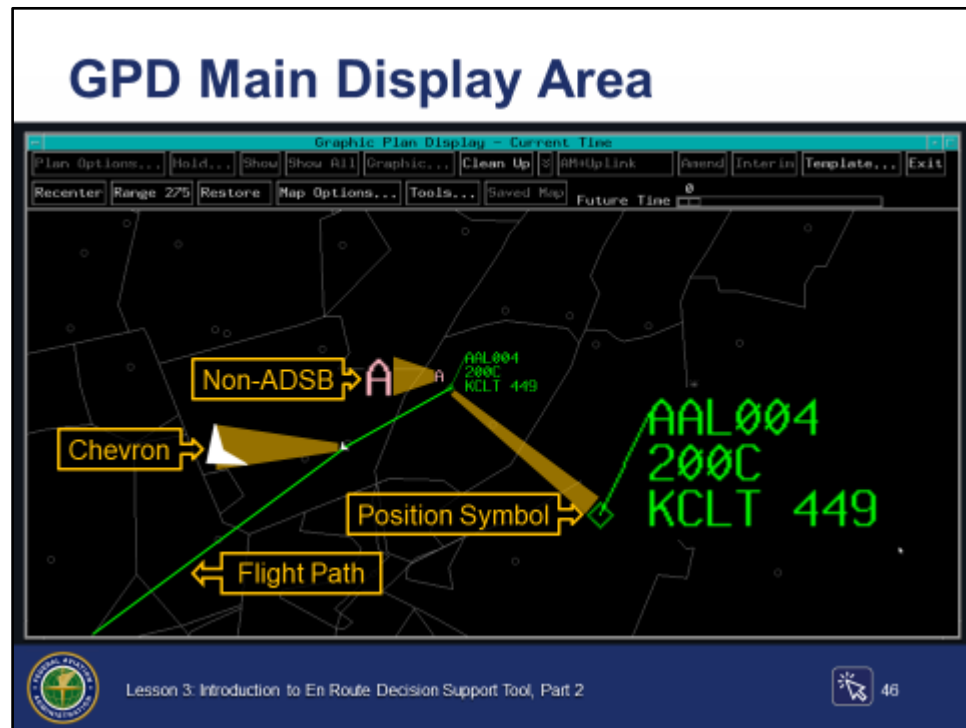 GPD Main Display Area
Graphic Plan Display - Current Time
Plan Options... Hold... Show Show All Graphic... Clean Up AM+Uplink Amend Interim Template... Exit
Recenter Range 275 Restore Map Options... Tools... Saved Map Future Time 0
AAL004
200C
KCLT 449
Non-ADSB
A
A
AAL004
200C
KCLT 449
Chevron
Position Symbol
Flight Path
FEDERAL AVIATION
ADMINISTRATION
Lesson 3: Introduction to En Route Decision Support Tool, Part 2
46